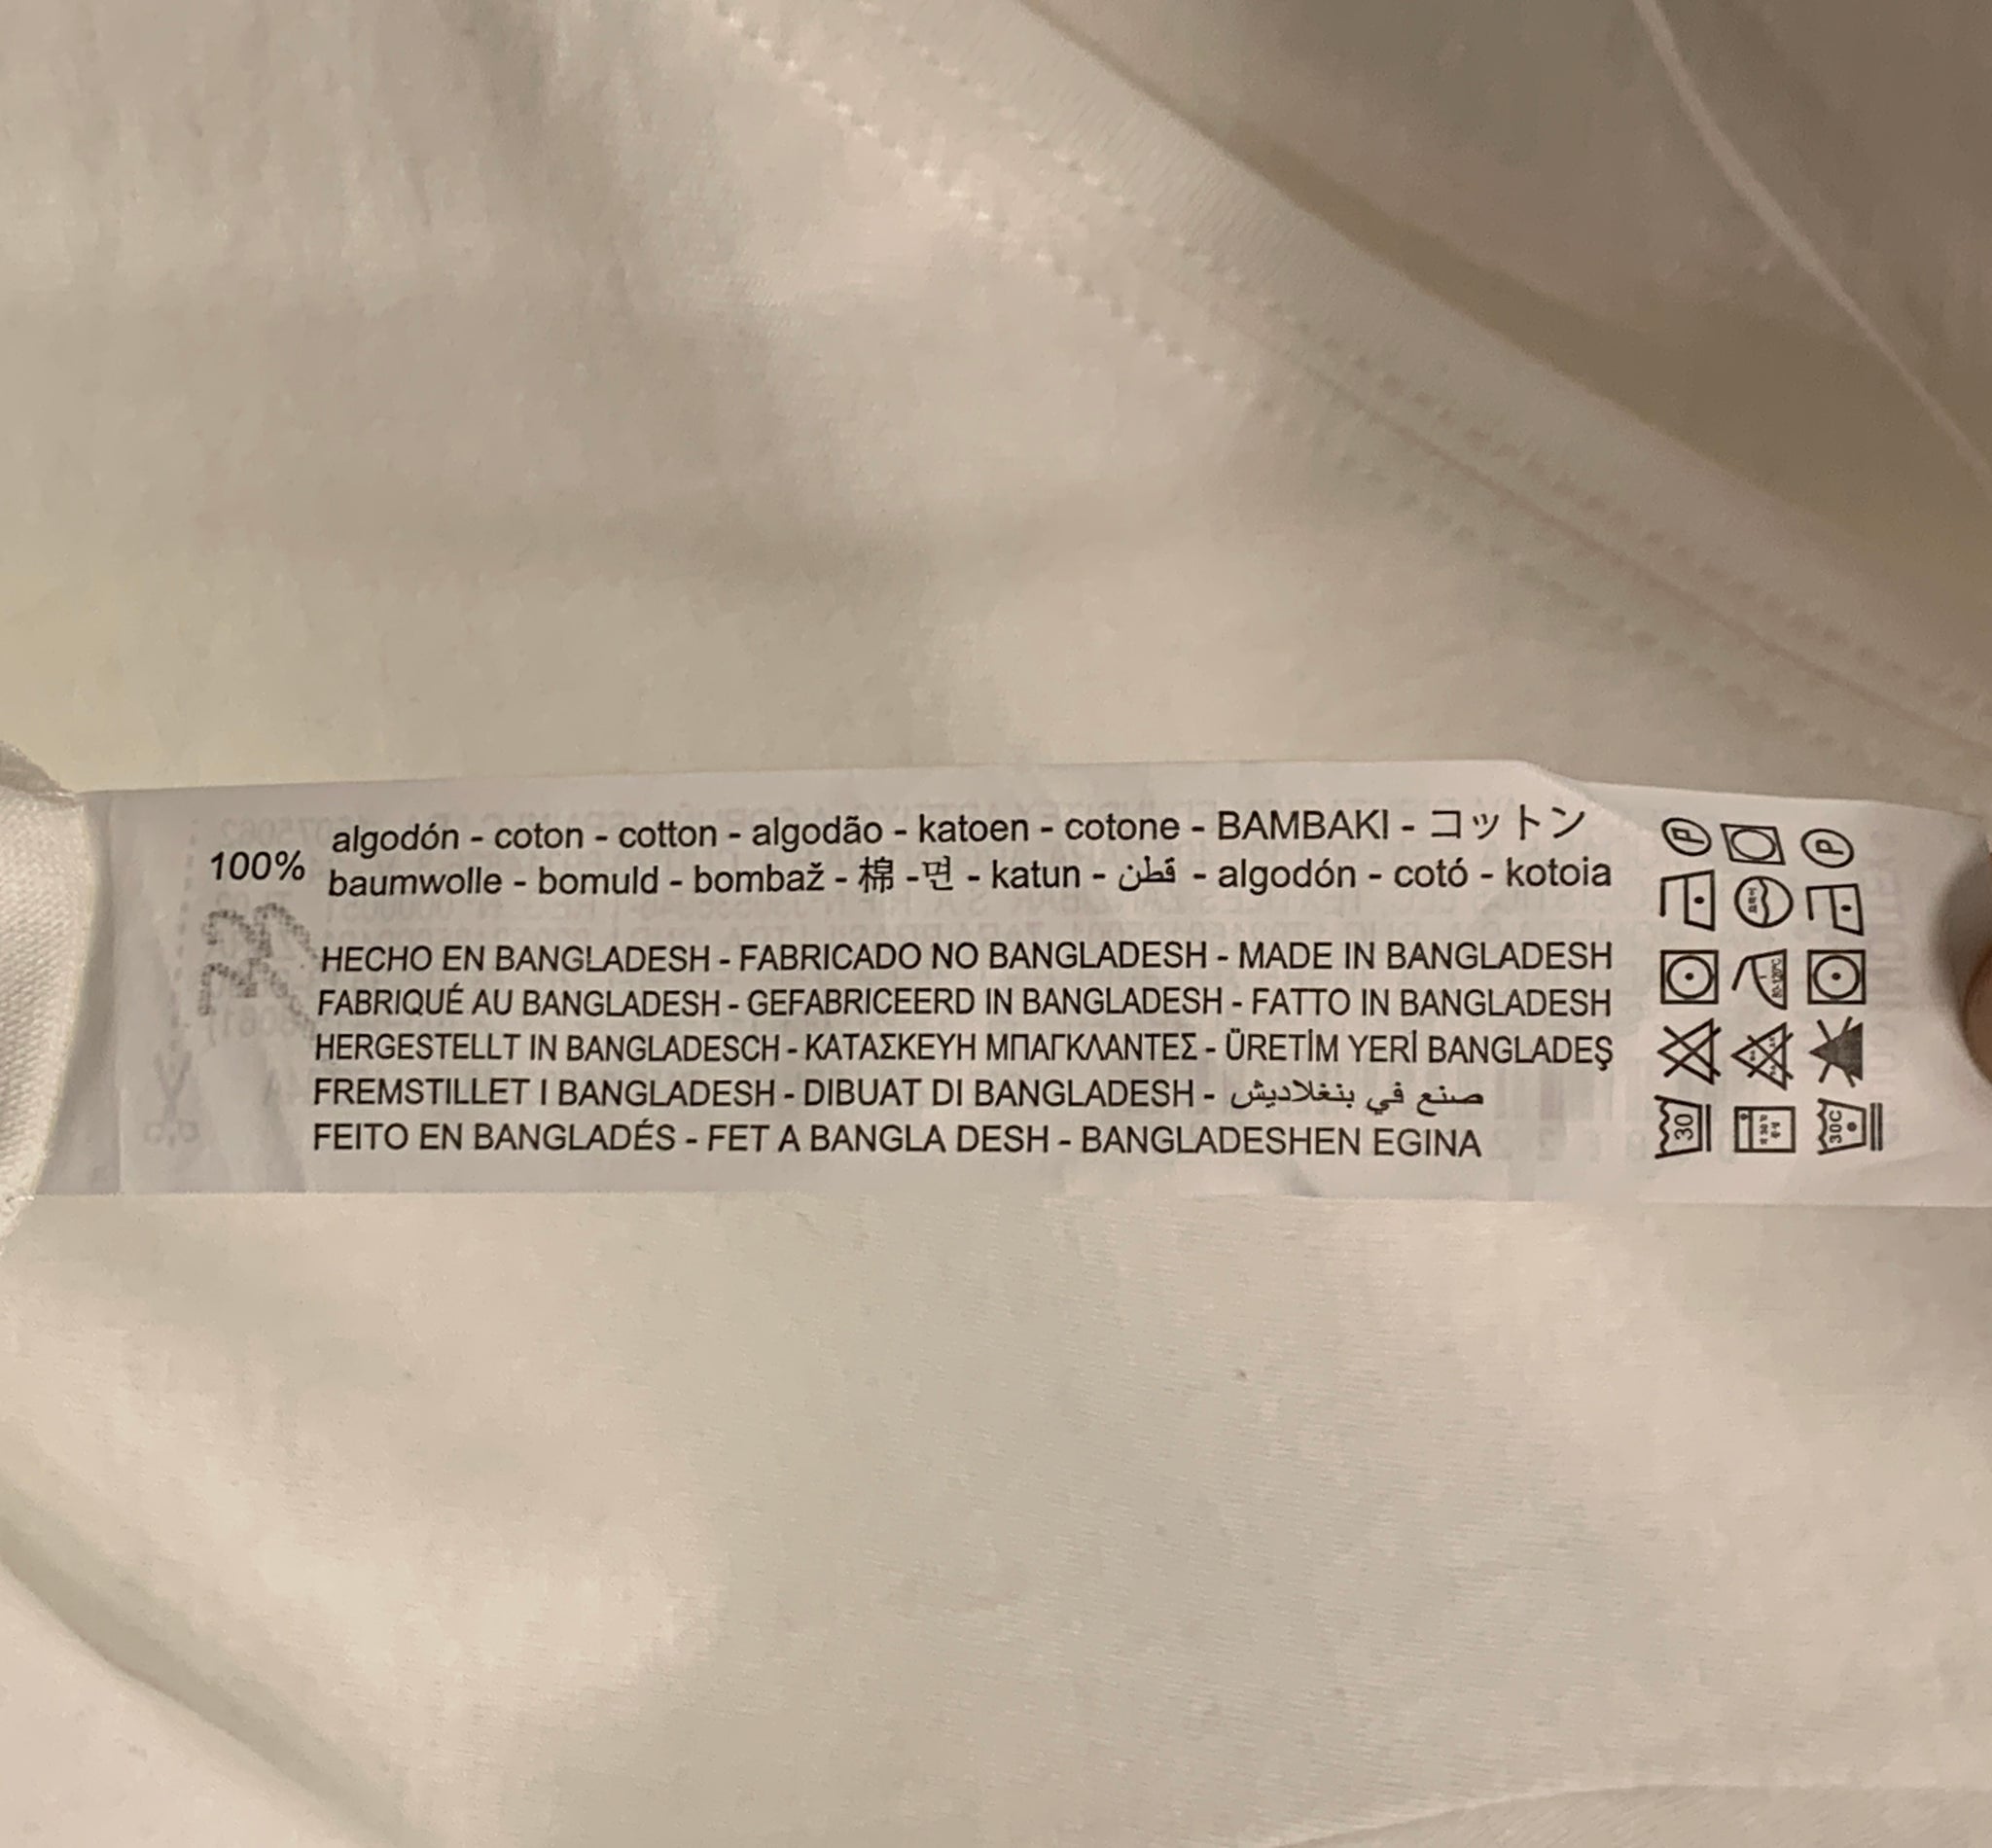 100%
algodón - coton - cotton - algodão - katoen - cotone - BAMBAKI - コットン
baumwolle - bomuld - bombaž - 棉 -면 - katun - قطن - algodón - cotó - kotoia
HECHO EN BANGLADESH - FABRICADO NO BANGLADESH - MADE IN BANGLADESH
FABRIQUÉ AU BANGLADESH - GEFABRICEERD IN BANGLADESH - FATTO IN BANGLADESH
HERGESTELLT IN BANGLADESCH - ΚΑΤΑΣΚΕΥΗ ΜΠΑΓΚΛΑΝΤΕΣ - ÜRETİM YERİ BANGLADEŞ
FREMSTILLET I BANGLADESH - DIBUAT DI BANGLADESH - صنع في بنغلاديش
FEITO EN BANGLADÉS - FET A BANGLA DESH - BANGLADESHEN EGINA
P
P
30
30C